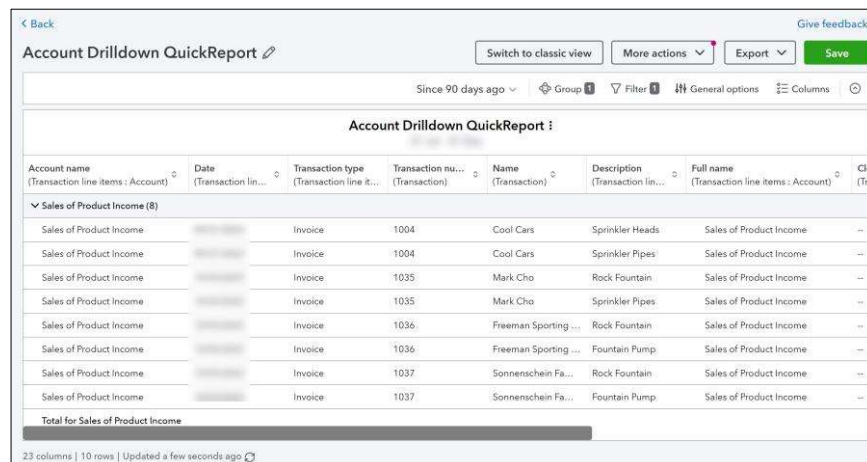 Back
Give feedback
Account Drilldown QuickReport
Switch to classic view
More actions
Export
Save
Since 90 days ago
Group 1
Filter 1
General options
Columns
Account Drilldown QuickReport
Account name Date Transaction type Transaction nu... Name Description Full name
(Transaction line items : Account) (Transaction lin... (Transaction line it... (Transaction) (Transaction) (Transaction lin... (Transaction line items : Account)
Sales of Product Income (8)
Sales of Product Income Invoice 1004 Cool Cars Sprinkler Heads Sales of Product Income --
Sales of Product Income Invoice 1004 Cool Cars Sprinkler Pipes Sales of Product Income --
Sales of Product Income Invoice 1035 Mark Cho Rock Fountain Sales of Product Income --
Sales of Product Income Invoice 1035 Mark Cho Sprinkler Pipes Sales of Product Income --
Sales of Product Income Invoice 1036 Freeman Sporting ... Rock Fountain Sales of Product Income --
Sales of Product Income Invoice 1036 Freeman Sporting ... Fountain Pump Sales of Product Income --
Sales of Product Income Invoice 1037 Sonnenschein Fa... Rock Fountain Sales of Product Income --
Sales of Product Income Invoice 1037 Sonnenschein Fa... Fountain Pump Sales of Product Income --
Total for Sales of Product Income
23 columns | 10 rows | Updated a few seconds ago